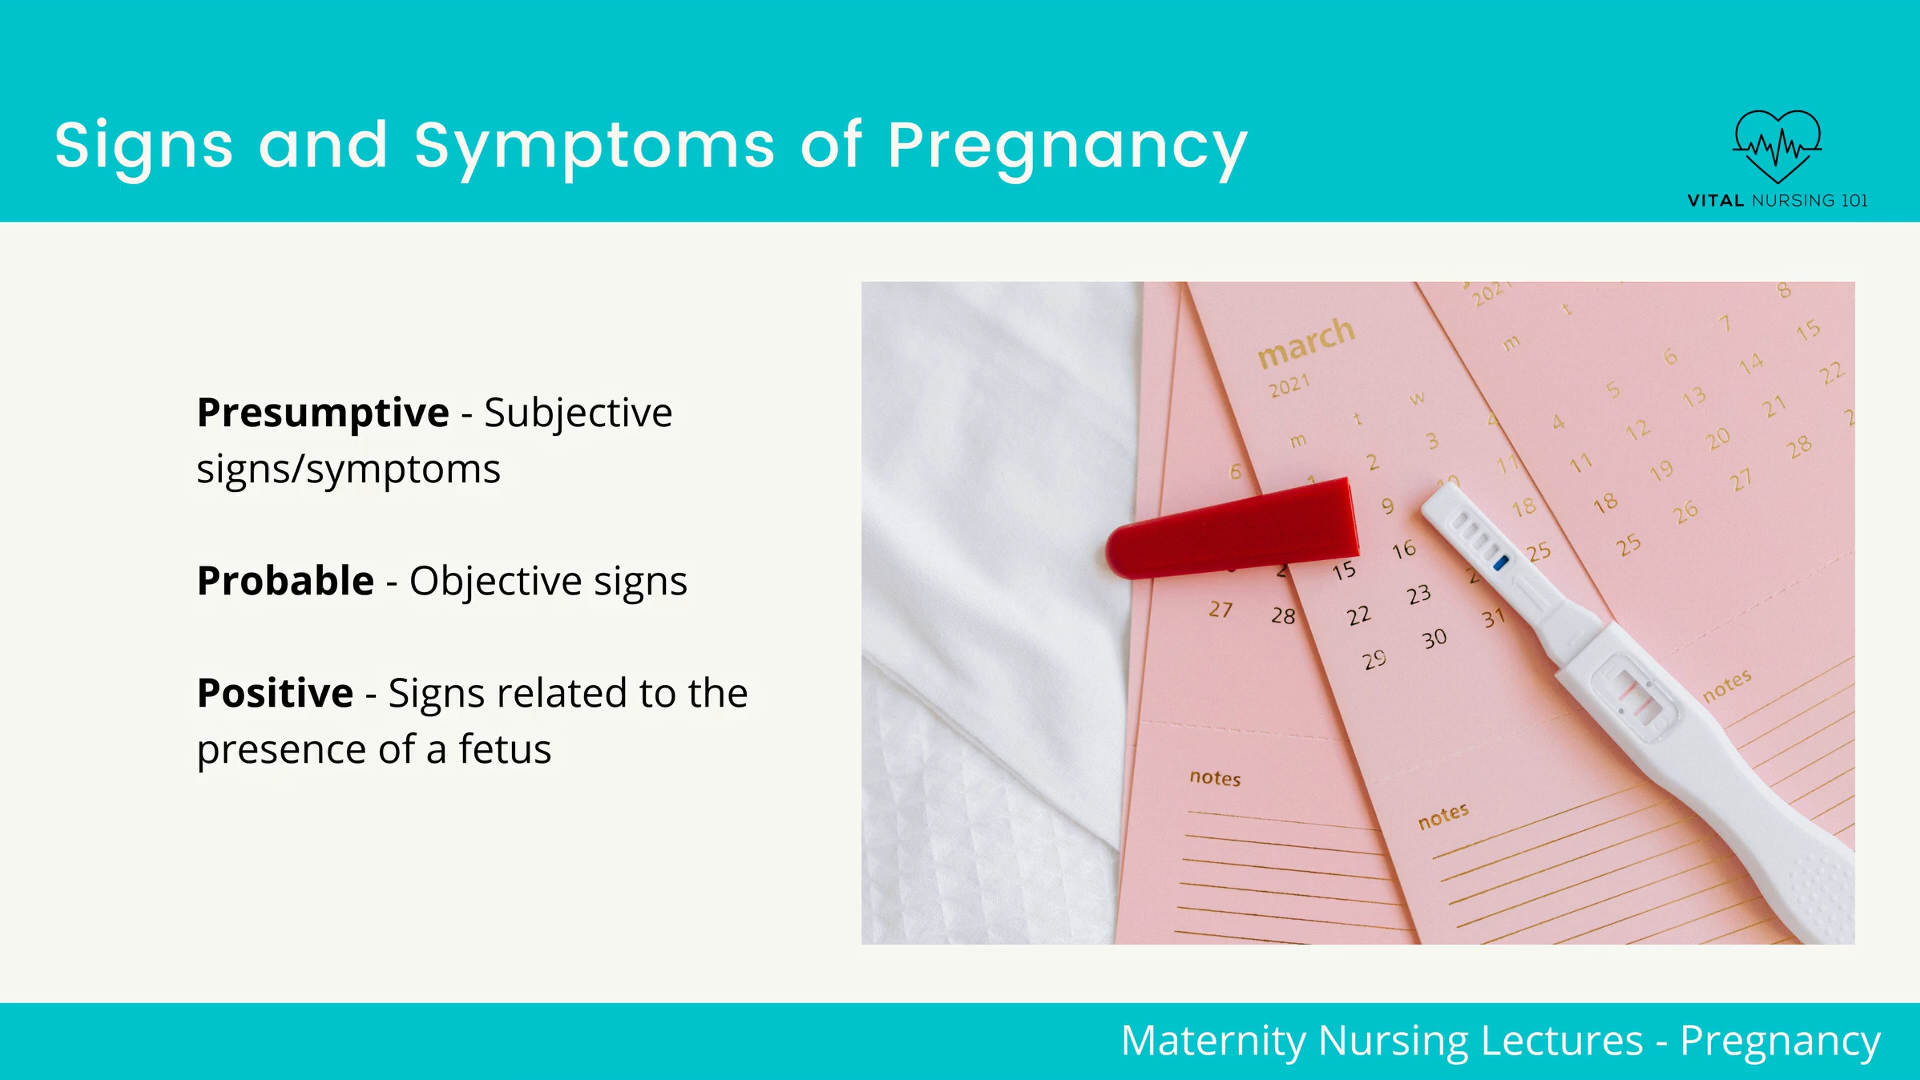 Signs and Symptoms of Pregnancy
VITAL NURSING 101
Presumptive - Subjective
signs/symptoms
Probable - Objective signs
Positive - Signs related to the
presence of a fetus
march
2021
m t w
1 2 3 4
9 10 11
15 16 18
22 23 25
29 30 31
6
27 28
notes
notes
2021
m t
4 5 6 7 8
11 12 13 14 15
18 19 20 21 22
25 26 27 28
notes
Maternity Nursing Lectures - Pregnancy